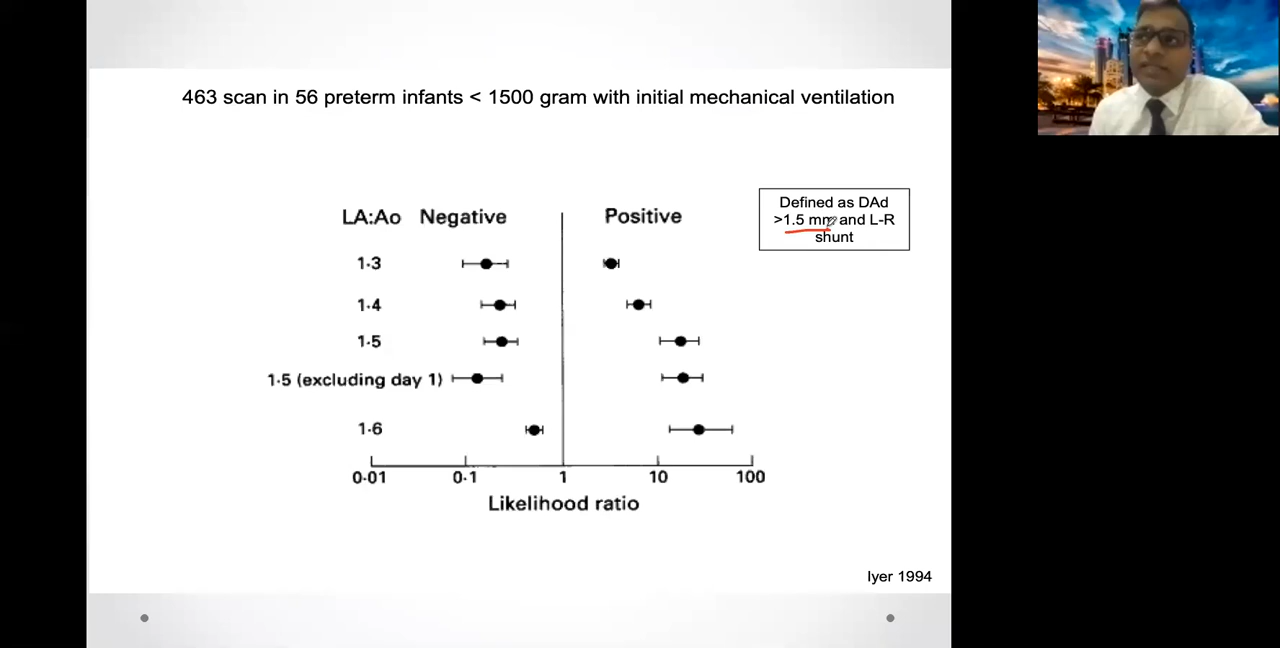 463 scan in 56 preterm infants < 1500 gram with initial mechanical ventilation
LA:Ao Negative Positive
Defined as DAd
>1.5 mm and L-R
shunt
1·3
1·4
1·5
1·5 (excluding day 1)
1·6
0·01 0·1 1 10 100
Likelihood ratio
Iyer 1994